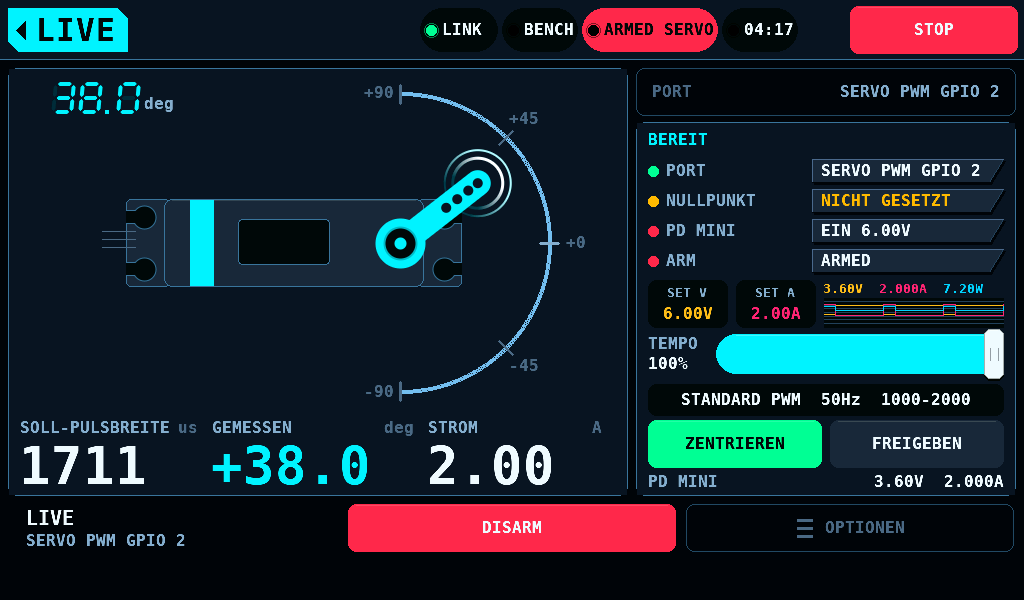 LIVE
LINK
BENCH
ARMED SERVO
04:17
STOP
38.0 deg
+90
+45
+0
-45
-90
SOLL-PULSBREITE us
1711
GEMESSEN deg
+38.0
STROM A
2.00
PORT SERVO PWM GPIO 2
BEREIT
PORT SERVO PWM GPIO 2
NULLPUNKT NICHT GESETZT
PD MINI EIN 6.00V
ARM ARMED
SET V
6.00V
SET A
2.00A
3.60V 2.000A 7.20W
TEMPO
100%
STANDARD PWM 50Hz 1000-2000
ZENTRIEREN
FREIGEBEN
PD MINI 3.60V 2.000A
LIVE
SERVO PWM GPIO 2
DISARM
OPTIONEN